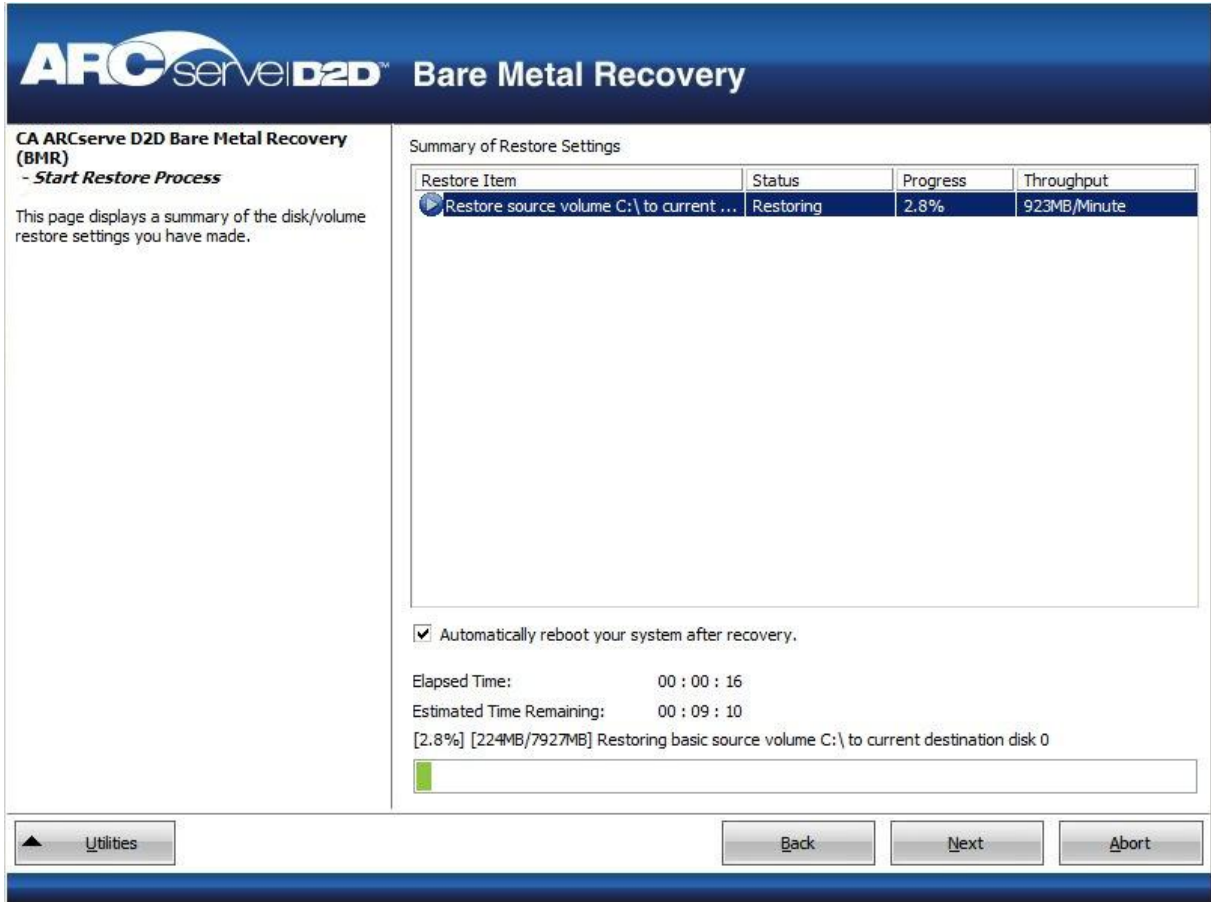 ARCserve D2D™ Bare Metal Recovery
CA ARCserve D2D Bare Metal Recovery
(BMR)
- Start Restore Process
This page displays a summary of the disk/volume
restore settings you have made.
Summary of Restore Settings
Restore Item Status Progress Throughput
Restore source volume C:\ to current ... Restoring 2.8% 923MB/Minute
Automatically reboot your system after recovery.
Elapsed Time: 00 : 00 : 16
Estimated Time Remaining: 00 : 09 : 10
[2.8%] [224MB/7927MB] Restoring basic source volume C:\ to current destination disk 0
Utilities Back Next Abort